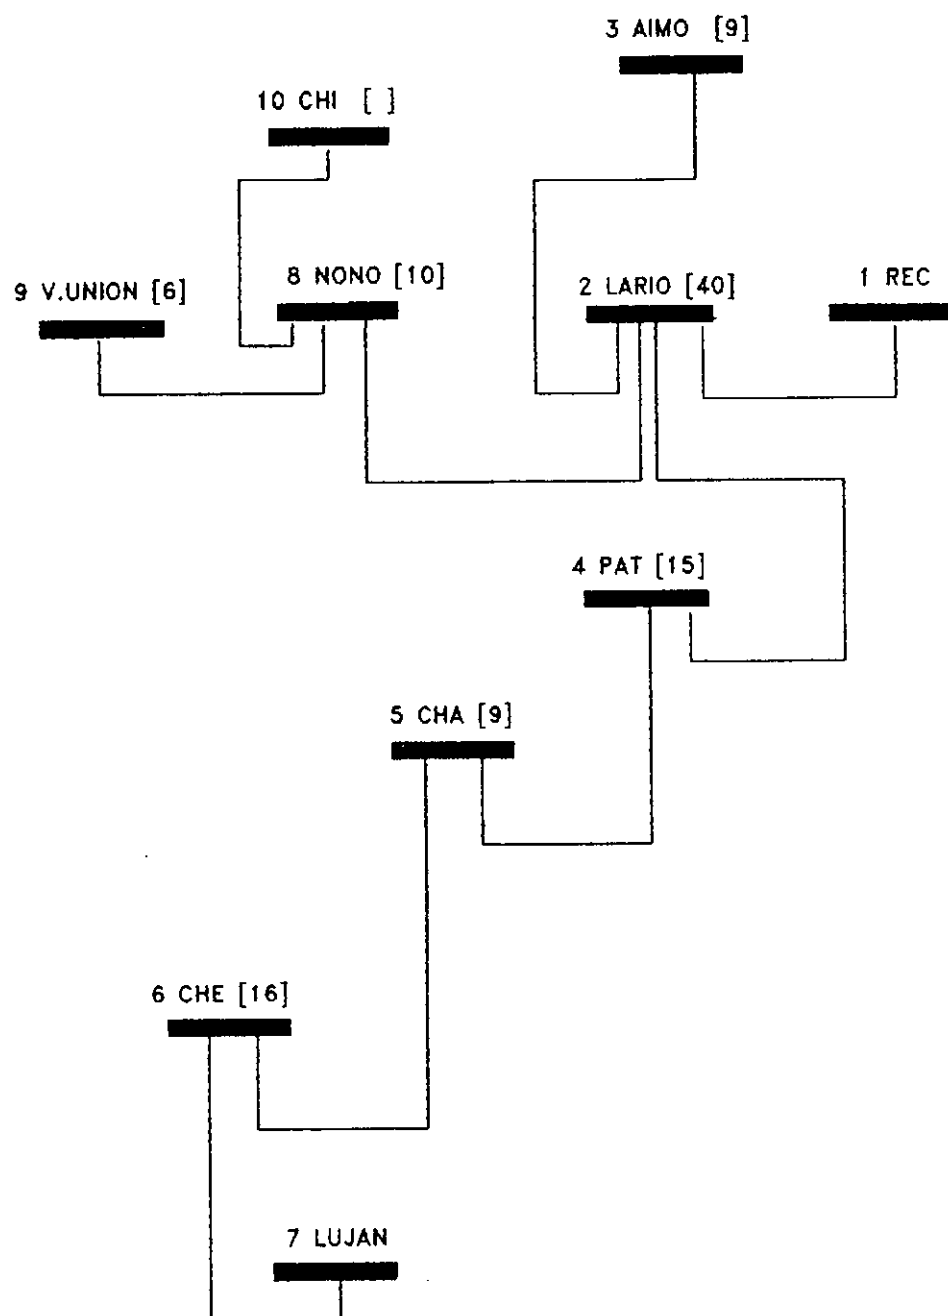 3 AIMO [9]
10 CHI [ ]
9 V.UNION [6]
8 NONO [10]
2 LARIO [40]
1 REC
4 PAT [15]
5 CHA [9]
6 CHE [16]
7 LUJAN